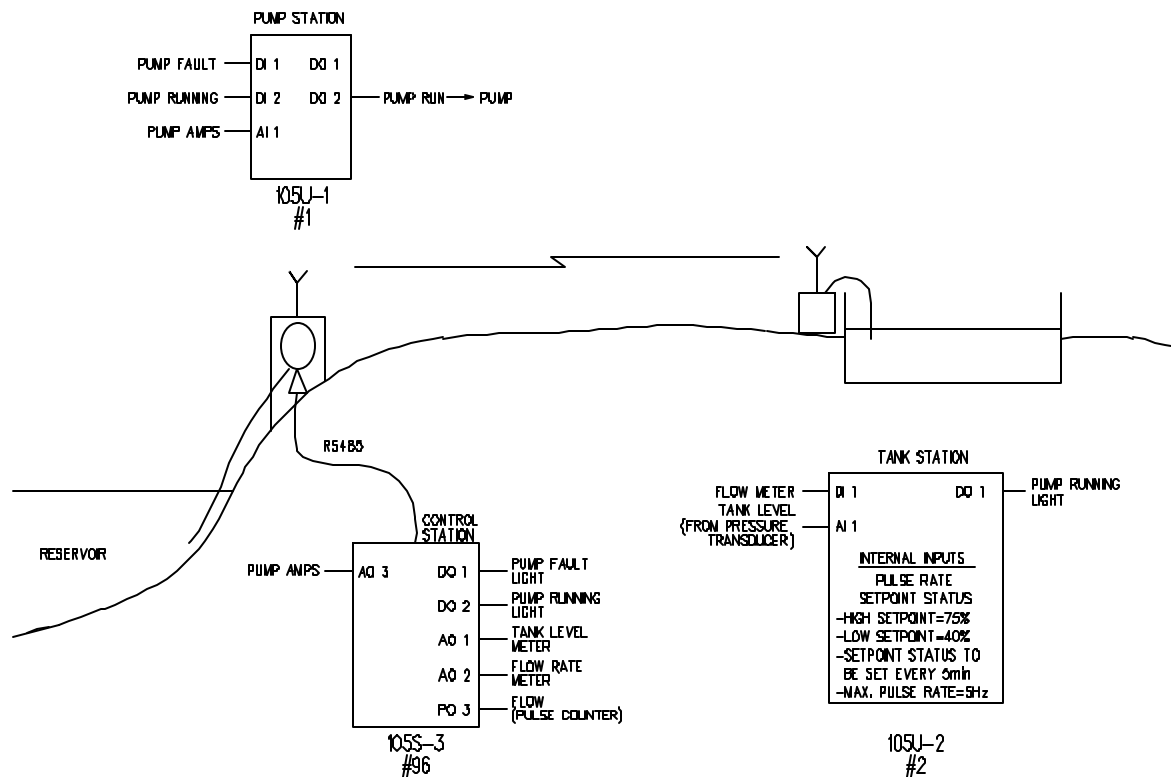 PUMP STATION
PUMP FAULT
DI 1
DO 1
PUMP RUNNING
DI 2
DO 2
PUMP RUN
PUMP
PUMP AMPS
AI 1
105U-1
#1
RS485
RESERVOIR
CONTROL
STATION
PUMP AMPS
AO 3
DO 1
PUMP FAULT
LIGHT
DO 2
PUMP RUNNING
LIGHT
AO 1
TANK LEVEL
METER
AO 2
FLOW RATE
METER
PO 3
FLOW
(PULSE COUNTER)
105S-3
#96
TANK STATION
FLOW METER
DI 1
DO 1
PUMP RUNNING
LIGHT
TANK LEVEL
(FROM PRESSURE
TRANSDUCER)
AI 1
INTERNAL INPUTS
PULSE RATE
SETPOINT STATUS
-HIGH SETPOINT=75%
-LOW SETPOINT=40%
-SETPOINT STATUS TO
BE SET EVERY 5min
-MAX. PULSE RATE=5Hz
105U-2
#2